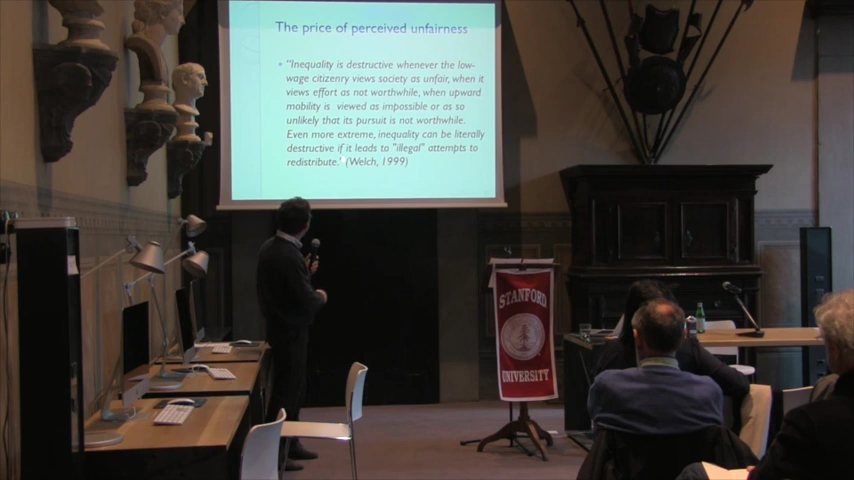 The price of perceived unfairness
• "Inequality is destructive whenever the low-
wage citizenry views society as unfair, when it
views effort as not worthwhile, when upward
mobility is viewed as impossible or as so
unlikely that its pursuit is not worthwhile.
Even more extreme, inequality can be literally
destructive if it leads to "illegal" attempts to
redistribute." (Welch, 1999)
STANFORD
UNIVERSITY